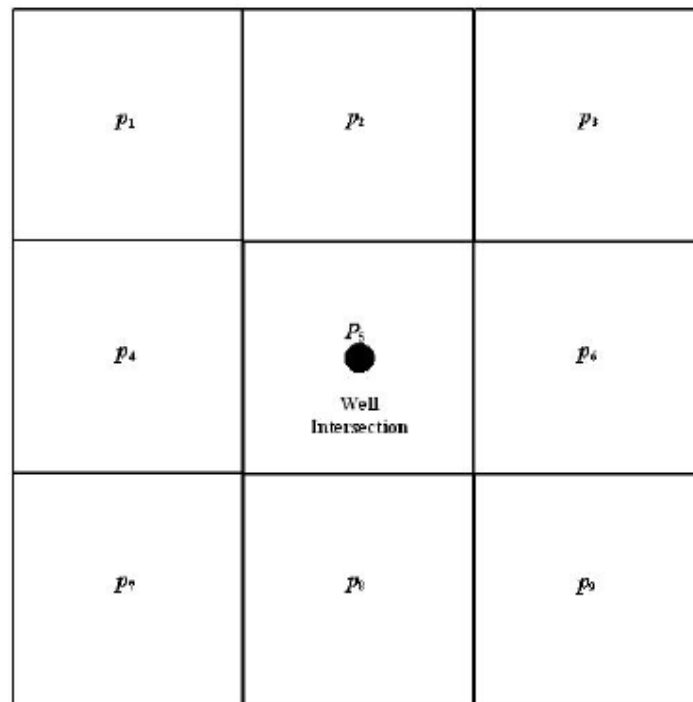 p₁ p₂ p₃
P₅
p₄ p₆
Well
Intersection
p₇ p₈ p₉